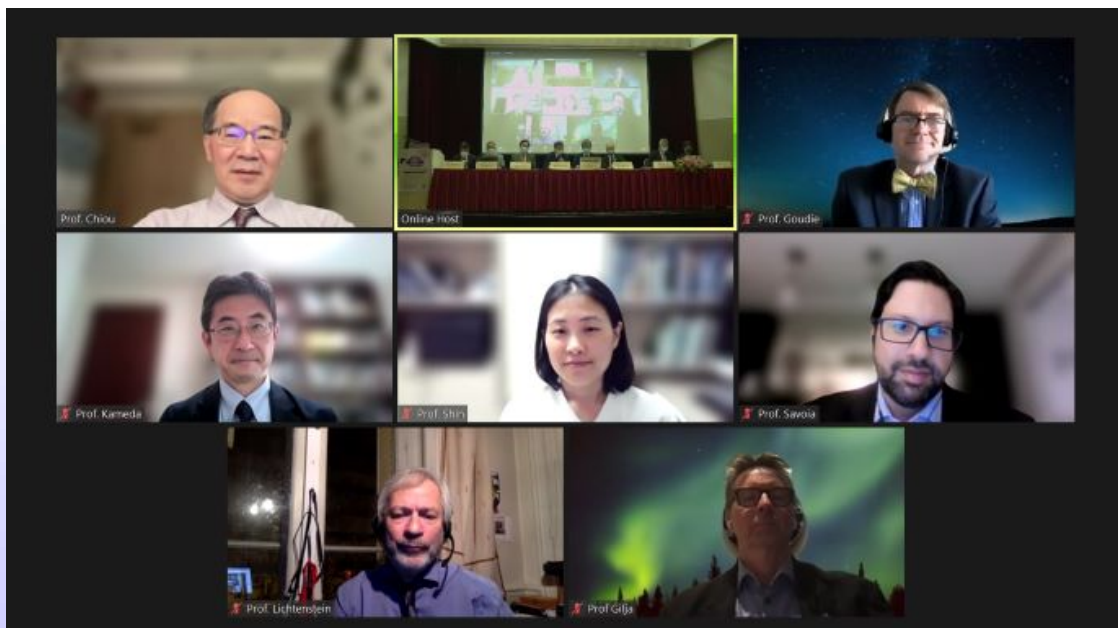 Prof. Chiou
Online Host
Prof. Goudie
Prof. Kameda
Prof. Shin
Prof. Savoia
Prof. Lichtenstein
Prof Gilja